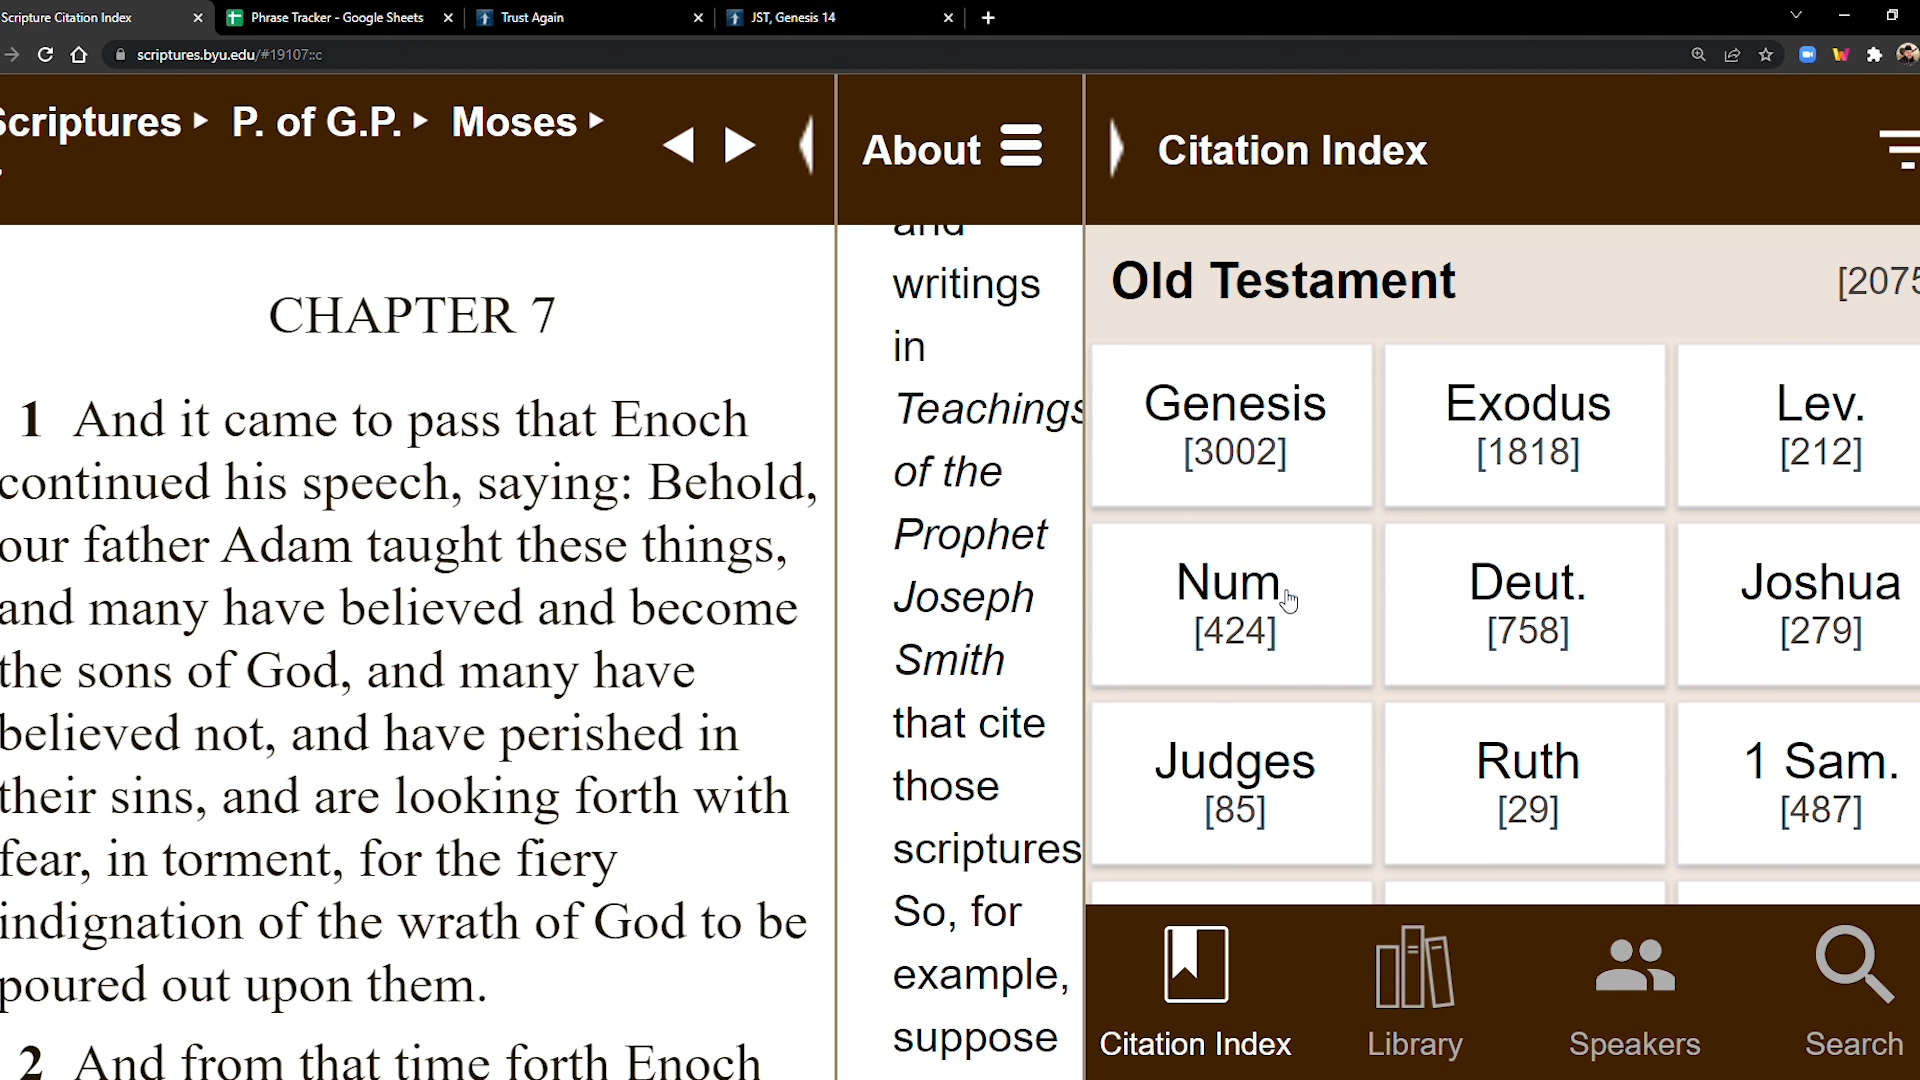 Scripture Citation Index
Phrase Tracker - Google Sheets
Trust Again
JST, Genesis 14
scriptures.byu.edu/#19107::c
Scriptures P. of G.P. Moses
About
Citation Index
CHAPTER 7
1 And it came to pass that Enoch
continued his speech, saying: Behold,
our father Adam taught these things,
and many have believed and become
the sons of God, and many have
believed not, and have perished in
their sins, and are looking forth with
fear, in torment, for the fiery
indignation of the wrath of God to be
poured out upon them.
2 And from that time forth Enoch
and
writings
in
Teachings
of the
Prophet
Joseph
Smith
that cite
those
scriptures
So, for
example,
suppose
Old Testament [2075
Genesis Exodus Lev.
[3002] [1818] [212]
Num. Deut. Joshua
[424] [758] [279]
Judges Ruth 1 Sam.
[85] [29] [487]
Citation Index Library Speakers Search